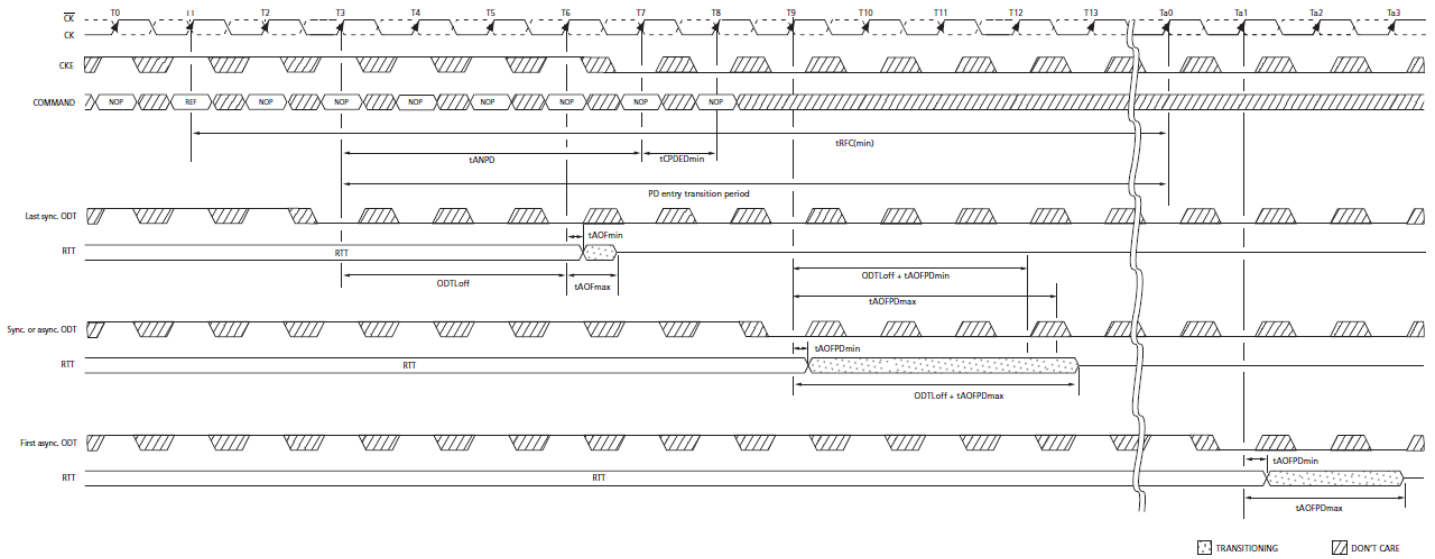 T0 T1 T2 T3 T4 T5 T6 T7 T8 T9 T10 T11 T12 T13 Ta0 Ta1 Ta2 Ta3
CK
CK
CKE
COMMAND NOP REF NOP NOP NOP NOP NOP NOP NOP
tRFC(min)
tANPD tCPDEDmin
PD entry transition period
Last sync. ODT
tAOFmin
RTT RTT
ODTLoff tAOFmax
ODTLoff + tAOFPDmin
tAOFPDmax
Sync. or async. ODT
tAOFPDmin
RTT RTT
ODTLoff + tAOFPDmax
First async. ODT
tAOFPDmin
RTT RTT
tAOFPDmax
TRANSITIONING DON'T CARE